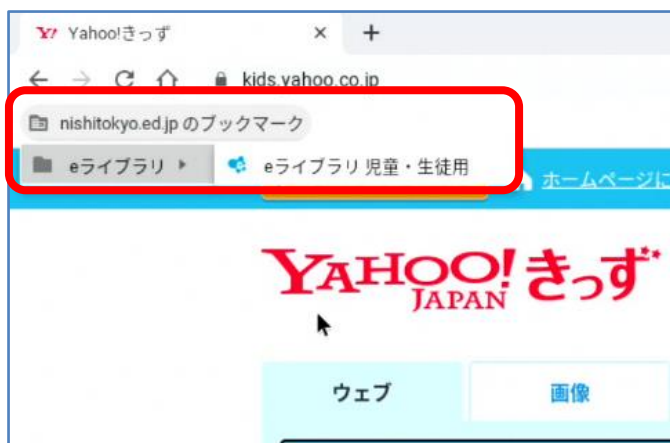 Yahoo!きっず
kids.yahoo.co.jp
nishitokyo.ed.jp のブックマーク
eライブラリ
eライブラリ 児童・生徒用
ホームページに
YAHOO!きっず
JAPAN
ウェブ
画像